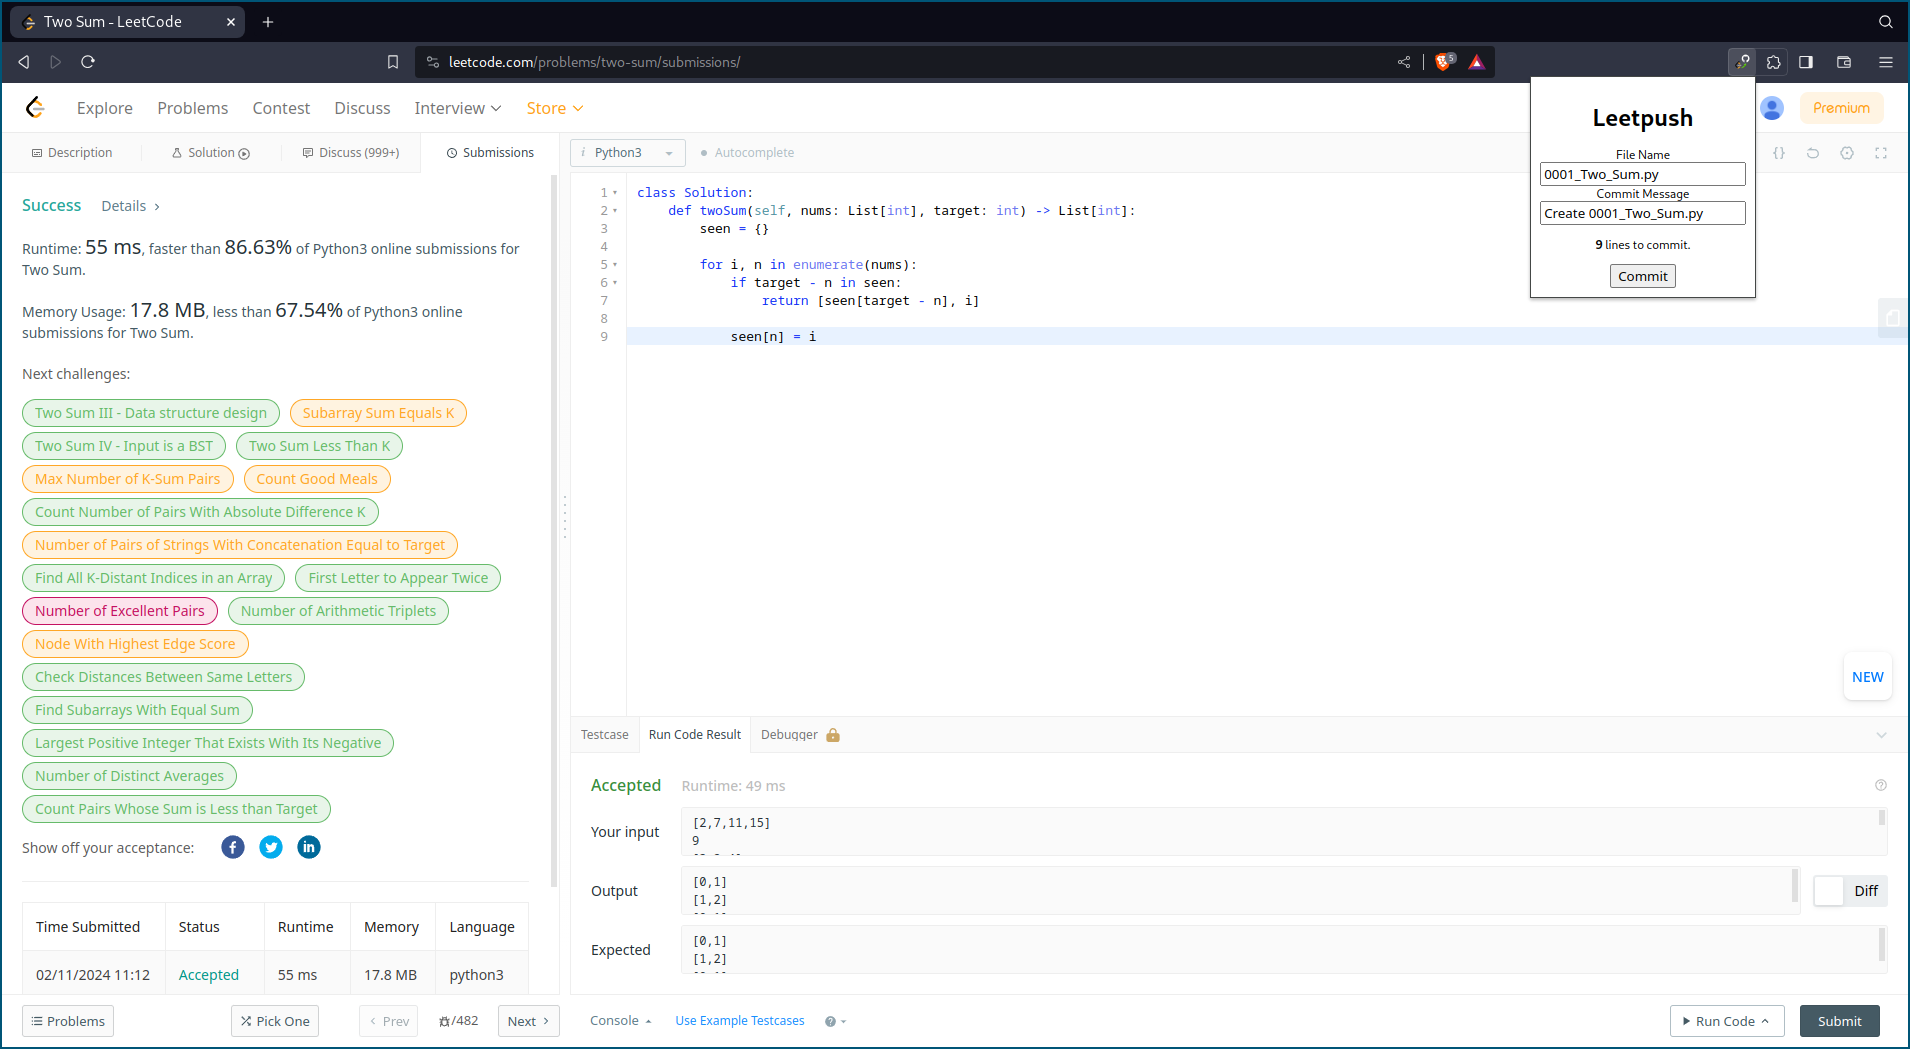 Two Sum - LeetCode
leetcode.com/problems/two-sum/submissions/
5
Explore Problems Contest Discuss Interview Store
Premium
Leetpush
File Name
0001_Two_Sum.py
Commit Message
Create 0001_Two_Sum.py
9 lines to commit.
Commit
Description Solution Discuss (999+) Submissions
i Python3 Autocomplete
{}
Success Details >
Runtime: 55 ms, faster than 86.63% of Python3 online submissions for
Two Sum.
Memory Usage: 17.8 MB, less than 67.54% of Python3 online
submissions for Two Sum.
Next challenges:
Two Sum III - Data structure design Subarray Sum Equals K
Two Sum IV - Input is a BST Two Sum Less Than K
Max Number of K-Sum Pairs Count Good Meals
Count Number of Pairs With Absolute Difference K
Number of Pairs of Strings With Concatenation Equal to Target
Find All K-Distant Indices in an Array First Letter to Appear Twice
Number of Excellent Pairs Number of Arithmetic Triplets
Node With Highest Edge Score
Check Distances Between Same Letters
Find Subarrays With Equal Sum
Largest Positive Integer That Exists With Its Negative
Number of Distinct Averages
Count Pairs Whose Sum is Less than Target
Show off your acceptance:
Time Submitted Status Runtime Memory Language
02/11/2024 11:12 Accepted 55 ms 17.8 MB python3
1 class Solution:
2 def twoSum(self, nums: List[int], target: int) -> List[int]:
3 seen = {}
4
5 for i, n in enumerate(nums):
6 if target - n in seen:
7 return [seen[target - n], i]
8
9 seen[n] = i
NEW
Testcase Run Code Result Debugger
Accepted Runtime: 49 ms
Your input
[2,7,11,15]
9
Output
[0,1]
[1,2]
Diff
Expected
[0,1]
[1,2]
Problems Pick One < Prev /482 Next >
Console Use Example Testcases ?
Run Code Submit